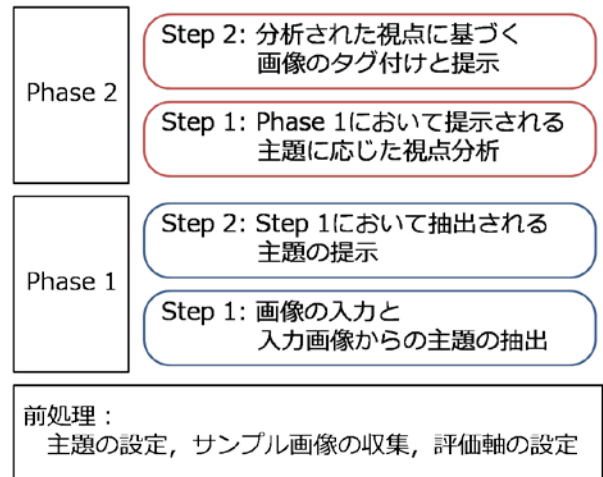 Phase 2
Step 2: 分析された視点に基づく
画像のタグ付けと提示
Step 1: Phase 1において提示される
主題に応じた視点分析
Phase 1
Step 2: Step 1において抽出される
主題の提示
Step 1: 画像の入力と
入力画像からの主題の抽出
前処理：
主題の設定，サンプル画像の収集，評価軸の設定